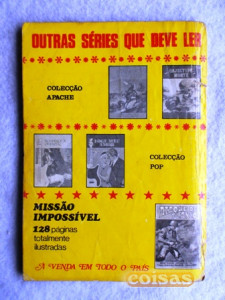 OUTRAS SÉRIES QUE DEVE LER
COLECÇÃO
APACHE
COLECÇÃO
POP
MISSÃO
IMPOSSÍVEL
128 páginas
totalmente
ilustradas
À VENDA EM TODO O PAÍS
coisas